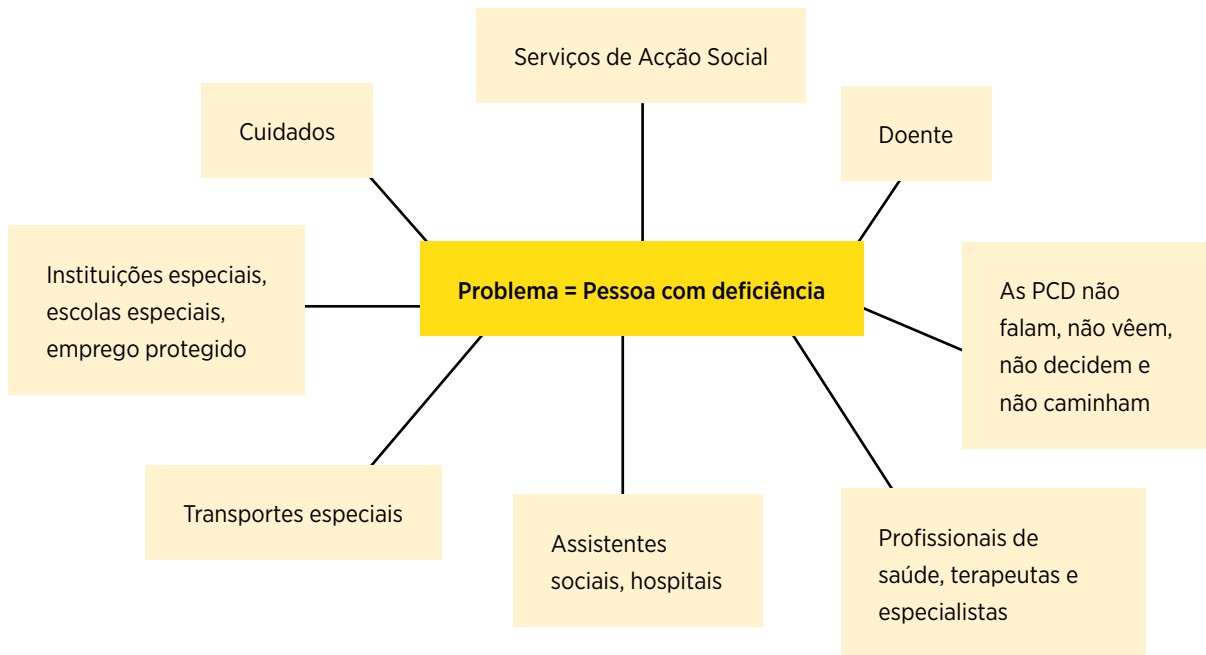 Serviços de Acção Social
Cuidados
Doente
Instituições especiais,
escolas especiais,
emprego protegido
Problema = Pessoa com deficiência
As PCD não
falam, não vêem,
não decidem e
não caminham
Transportes especiais
Assistentes
sociais, hospitais
Profissionais de
saúde, terapeutas e
especialistas